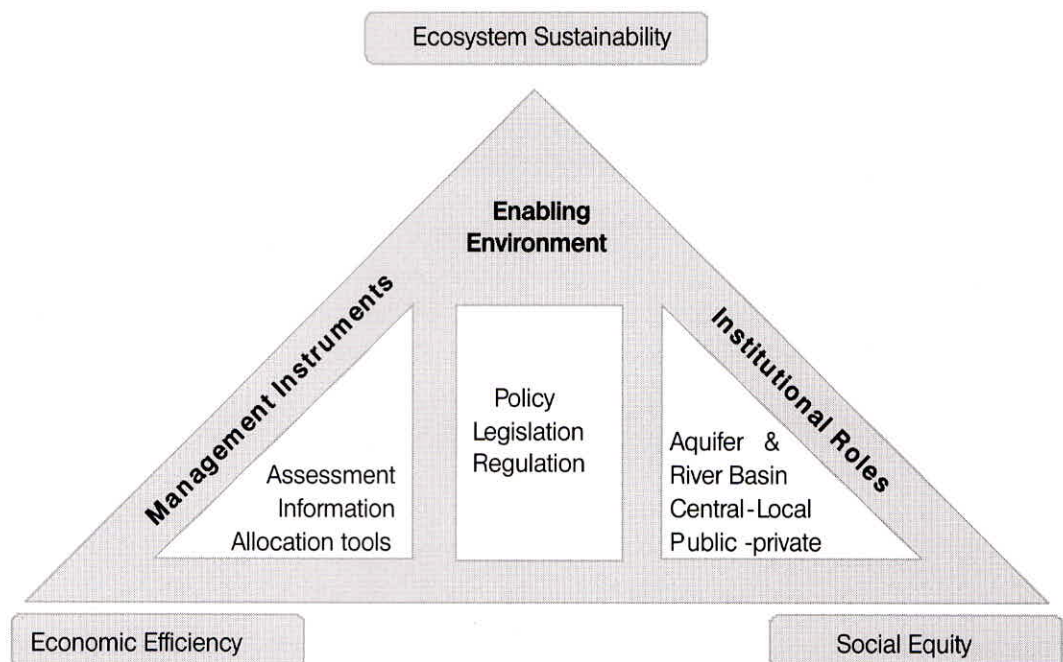 Ecosystem Sustainability
Enabling
Environment
Management Instruments
Institutional Roles
Policy
Legislation
Regulation
Assessment
Information
Allocation tools
Aquifer &
River Basin
Central-Local
Public -private
Economic Efficiency
Social Equity